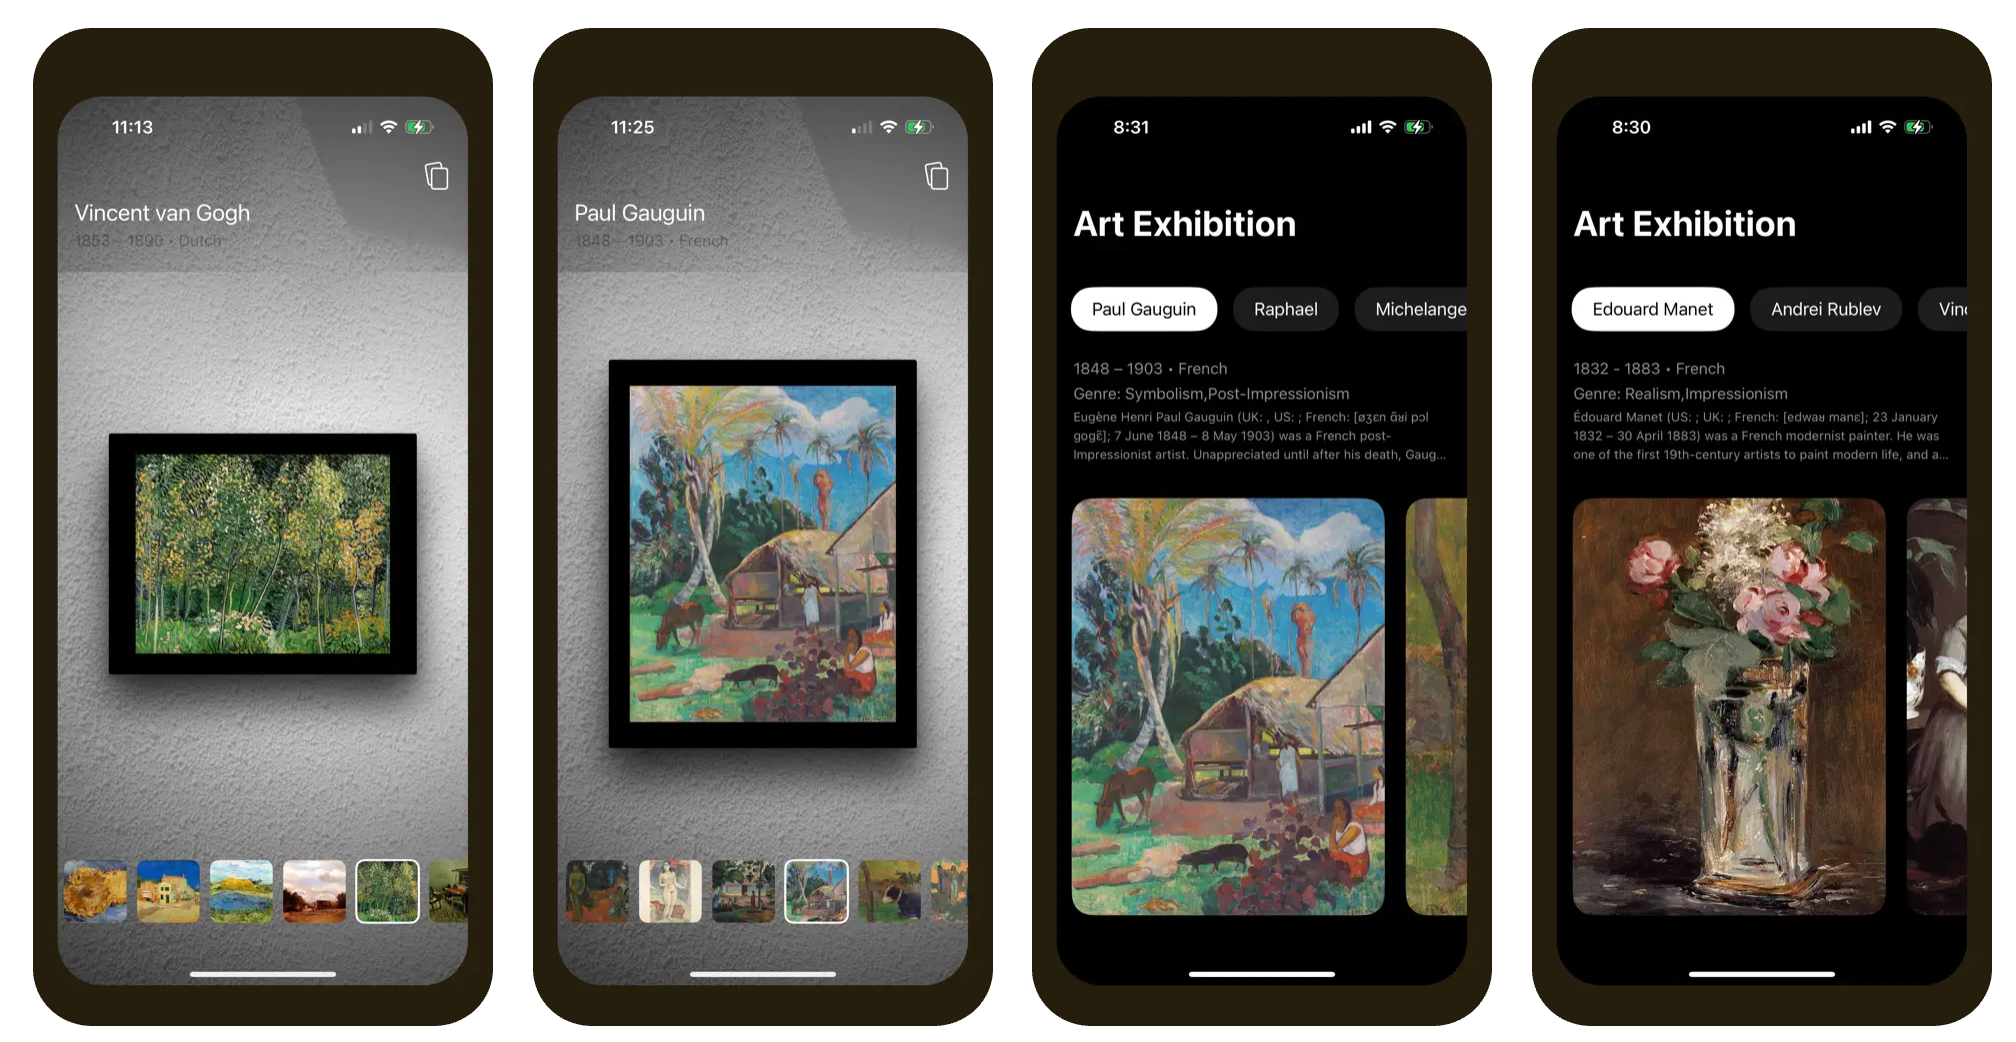 11:13
Vincent van Gogh
1853 – 1890 • Dutch
11:25
Paul Gauguin
1848 – 1903 • French
8:31
Art Exhibition
Paul Gauguin
Raphael
Michelange
1848 – 1903 • French
Genre: Symbolism,Post-Impressionism
Eugène Henri Paul Gauguin (UK: , US: ; French: [øʒɛn ɑ̃ʁi pɔl
gogɛ̃]; 7 June 1848 – 8 May 1903) was a French post-
Impressionist artist. Unappreciated until after his death, Gaug...
8:30
Art Exhibition
Edouard Manet
Andrei Rublev
Vinc
1832 - 1883 • French
Genre: Realism,Impressionism
Édouard Manet (US: ; UK: ; French: [edwaʁ manɛ]; 23 January
1832 – 30 April 1883) was a French modernist painter. He was
one of the first 19th-century artists to paint modern life, and a...